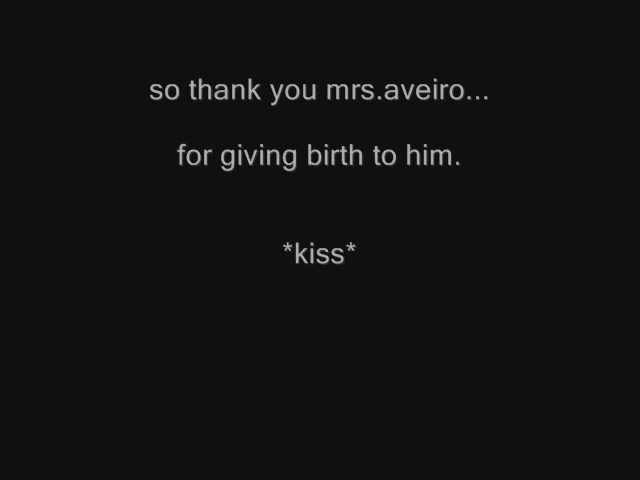 so thank you mrs.aveiro...
for giving birth to him.
*kiss*